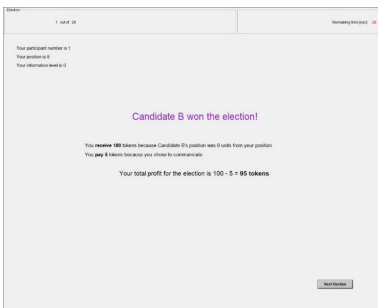 Election
1 out of 20
Remaining time [sec]: 28
Your participant number is 1
Your position is 8
Your information level is 0
Candidate B won the election!
You receive 100 tokens because Candidate B's position was 0 units from your position
You pay 5 tokens because you chose to communicate
Your total profit for the election is 100 - 5 = 95 tokens
Next Election